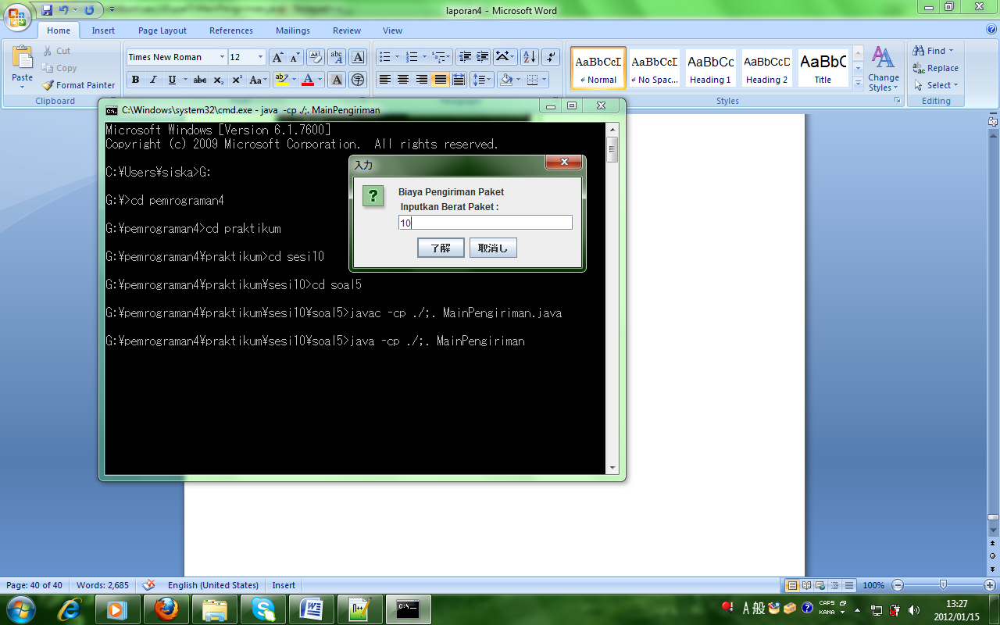 laporan4 - Microsoft Word
Home Insert Page Layout References Mailings Review View
Paste
Cut
Copy
Format Painter
Clipboard
Times New Roman 12
AaBbCcD
↵ Normal
AaBbCcD
↵ No Spac...
AaBbCc
Heading 1
AaBbCc
Heading 2
AaBbC
Title
Change Styles
Styles
Find
Replace
Select
Editing
C:\Windows\system32\cmd.exe - java -cp ./;. MainPengiriman
Microsoft Windows [Version 6.1.7600]
Copyright (c) 2009 Microsoft Corporation.  All rights reserved.
C:¥Users¥siska>G:
G:¥>cd pemrograman4
G:¥pemrograman4>cd praktikum
G:¥pemrograman4¥praktikum>cd sesi10
G:¥pemrograman4¥praktikum¥sesi10>cd soal5
G:¥pemrograman4¥praktikum¥sesi10¥soal5>javac -cp ./;. MainPengiriman.java
G:¥pemrograman4¥praktikum¥sesi10¥soal5>java -cp ./;. MainPengiriman
入力
Biaya Pengiriman Paket
Inputkan Berat Paket :
10
了解 取消し
Page: 40 of 40 Words: 2,685 English (United States) Insert 100%
A 般 CAPS KANA
13:27
2012/01/15